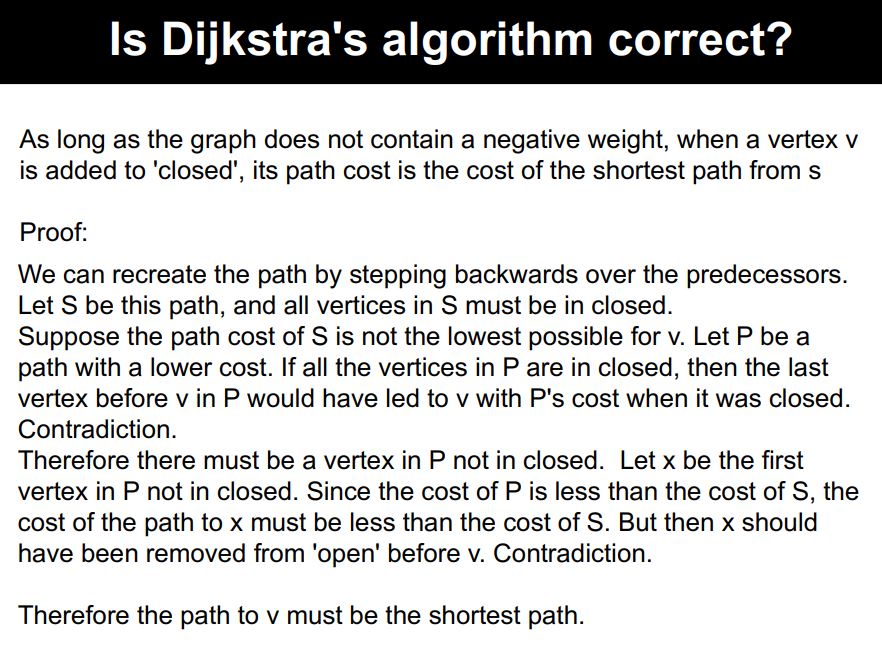 Is Dijkstra's algorithm correct?
As long as the graph does not contain a negative weight, when a vertex v
is added to 'closed', its path cost is the cost of the shortest path from s
Proof:
We can recreate the path by stepping backwards over the predecessors.
Let S be this path, and all vertices in S must be in closed.
Suppose the path cost of S is not the lowest possible for v. Let P be a
path with a lower cost. If all the vertices in P are in closed, then the last
vertex before v in P would have led to v with P's cost when it was closed.
Contradiction.
Therefore there must be a vertex in P not in closed.  Let x be the first
vertex in P not in closed. Since the cost of P is less than the cost of S, the
cost of the path to x must be less than the cost of S. But then x should
have been removed from 'open' before v. Contradiction.
Therefore the path to v must be the shortest path.